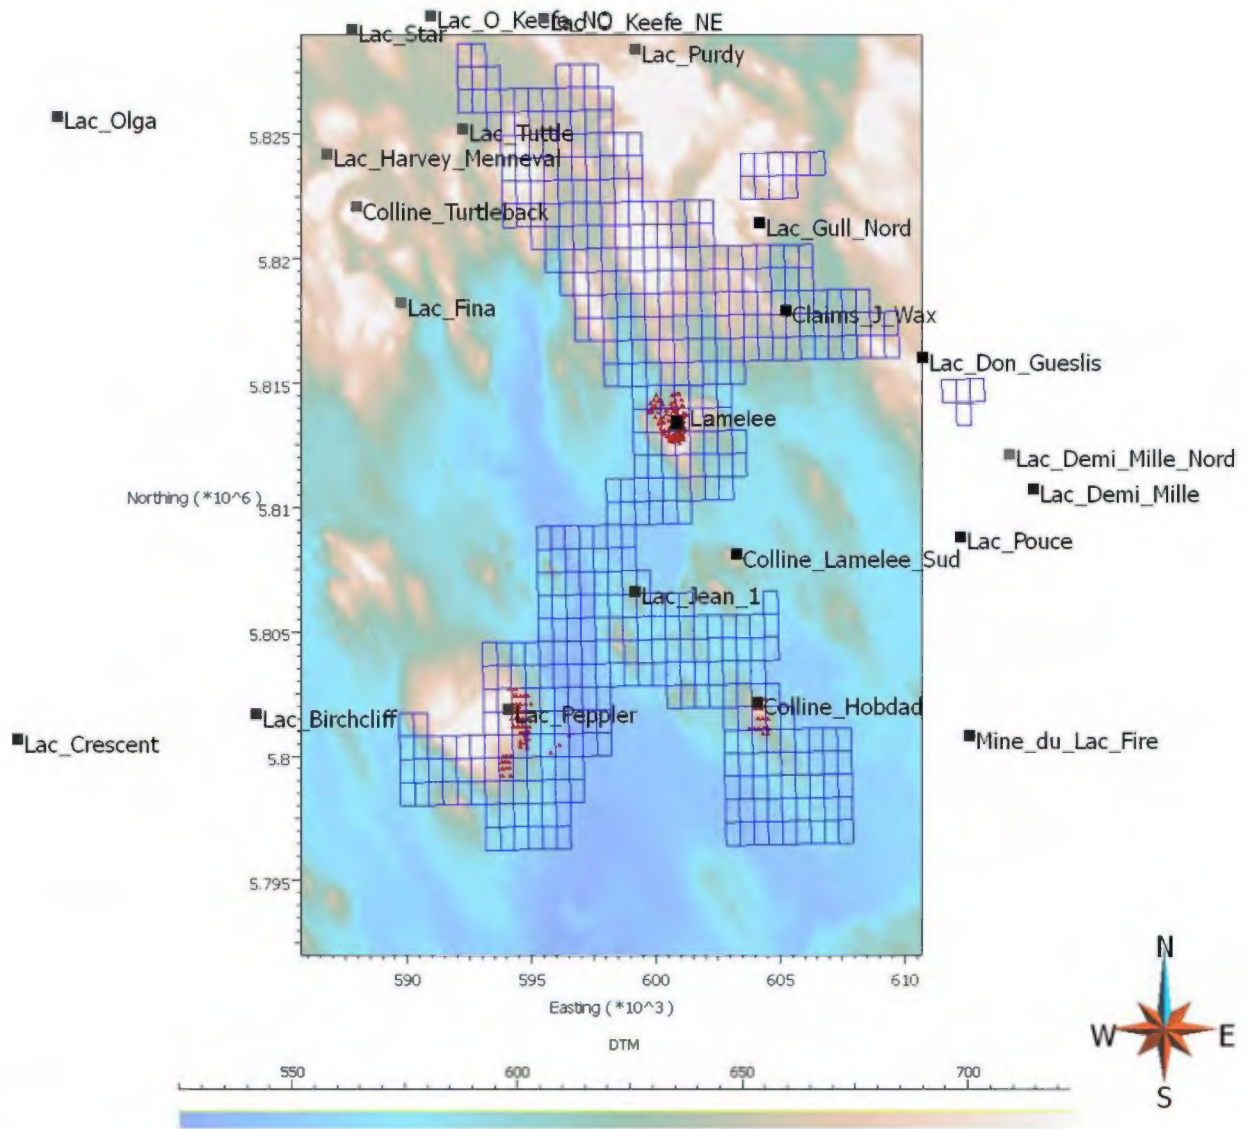 Lac_O_Keefe_NO
Lac_O_Keefe_NE
Lac_Star
Lac_Purdy
Lac_Olga
5.825
Lac_Tuttle
Lac_Harvey_Menneval
Colline_Turtleback
Lac_Gull_Nord
5.82
Lac_Fina
Claims_J_Wax
Lac_Don_Gueslis
5.815
Lamelee
Lac_Demi_Mille_Nord
Lac_Demi_Mille
Northing (*10^6)
5.81
Lac_Pouce
Colline_Lamelee_Sud
Lac_Jean_1
5.805
Colline_Hobdad
Lac_Peppler
Lac_Birchcliff
Lac_Crescent
Mine_du_Lac_Fire
5.8
5.795
590
595
600
605
610
Easting (*10^3)
N
W
E
S
DTM
550
600
650
700